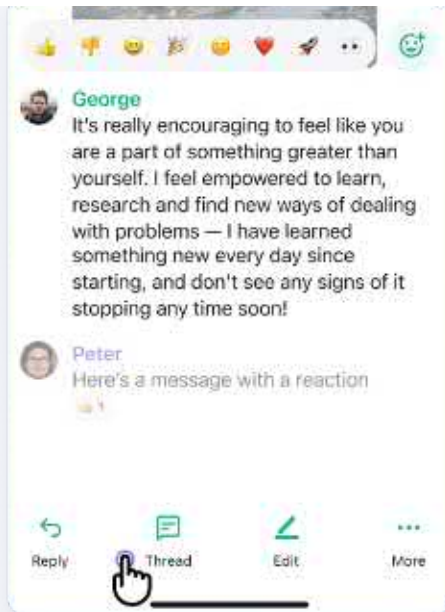 George
It's really encouraging to feel like you
are a part of something greater than
yourself. I feel empowered to learn,
research and find new ways of dealing
with problems — I have learned
something new every day since
starting, and don't see any signs of it
stopping any time soon!
Peter
Here's a message with a reaction
Reply
Thread
Edit
More